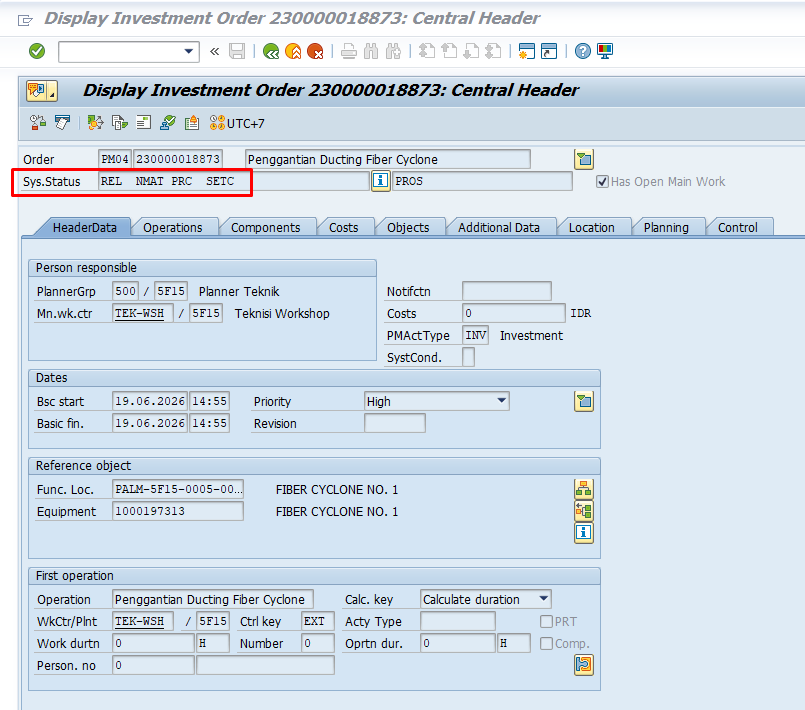 Display Investment Order 230000018873: Central Header
Display Investment Order 230000018873: Central Header
UTC+7
Order PM04 230000018873 Penggantian Ducting Fiber Cyclone
Sys.Status REL NMAT PRC SETC PROS Has Open Main Work
HeaderData Operations Components Costs Objects Additional Data Location Planning Control
Person responsible
PlannerGrp 500 / 5F15 Planner Teknik Notifctn
Mn.wk.ctr TEK-WSH / 5F15 Teknisi Workshop Costs 0 IDR
PMActType INV Investment
SystCond.
Dates
Bsc start 19.06.2026 14:55 Priority High
Basic fin. 19.06.2026 14:55 Revision
Reference object
Func. Loc. PALM-5F15-0005-00... FIBER CYCLONE NO. 1
Equipment 1000197313 FIBER CYCLONE NO. 1
First operation
Operation Penggantian Ducting Fiber Cyclone Calc. key Calculate duration
WkCtr/Plnt TEK-WSH / 5F15 Ctrl key EXT Acty Type PRT
Work durtn 0 H Number 0 Oprtn dur. 0 H Comp.
Person. no 0